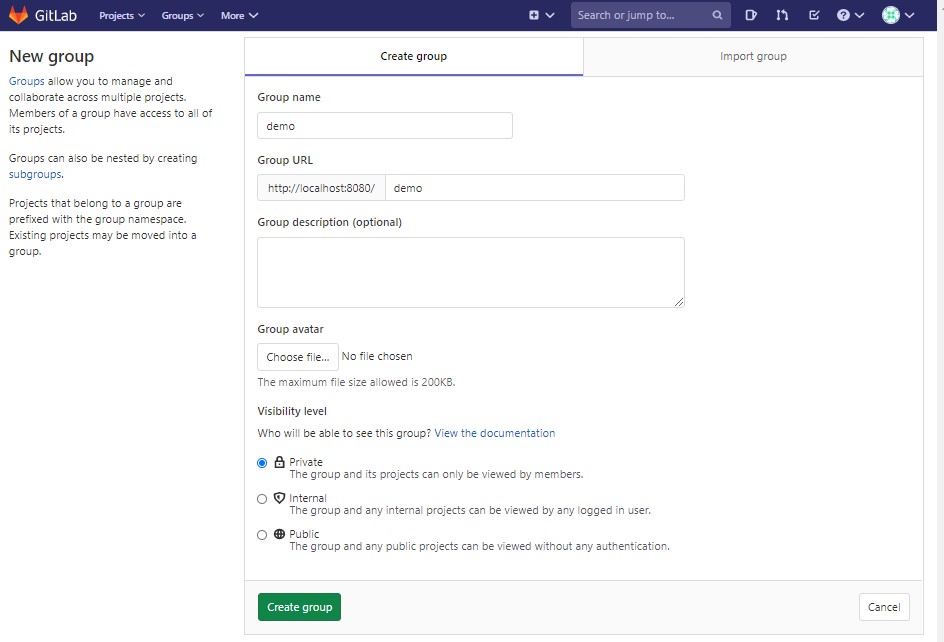 GitLab Projects Groups More Search or jump to...
New group
Groups allow you to manage and
collaborate across multiple projects.
Members of a group have access to all of
its projects.
Groups can also be nested by creating
subgroups.
Projects that belong to a group are
prefixed with the group namespace.
Existing projects may be moved into a
group.
Create group Import group
Group name
demo
Group URL
http://localhost:8080/ demo
Group description (optional)
Group avatar
Choose file... No file chosen
The maximum file size allowed is 200KB.
Visibility level
Who will be able to see this group? View the documentation
Private
The group and its projects can only be viewed by members.
Internal
The group and any internal projects can be viewed by any logged in user.
Public
The group and any public projects can be viewed without any authentication.
Create group Cancel